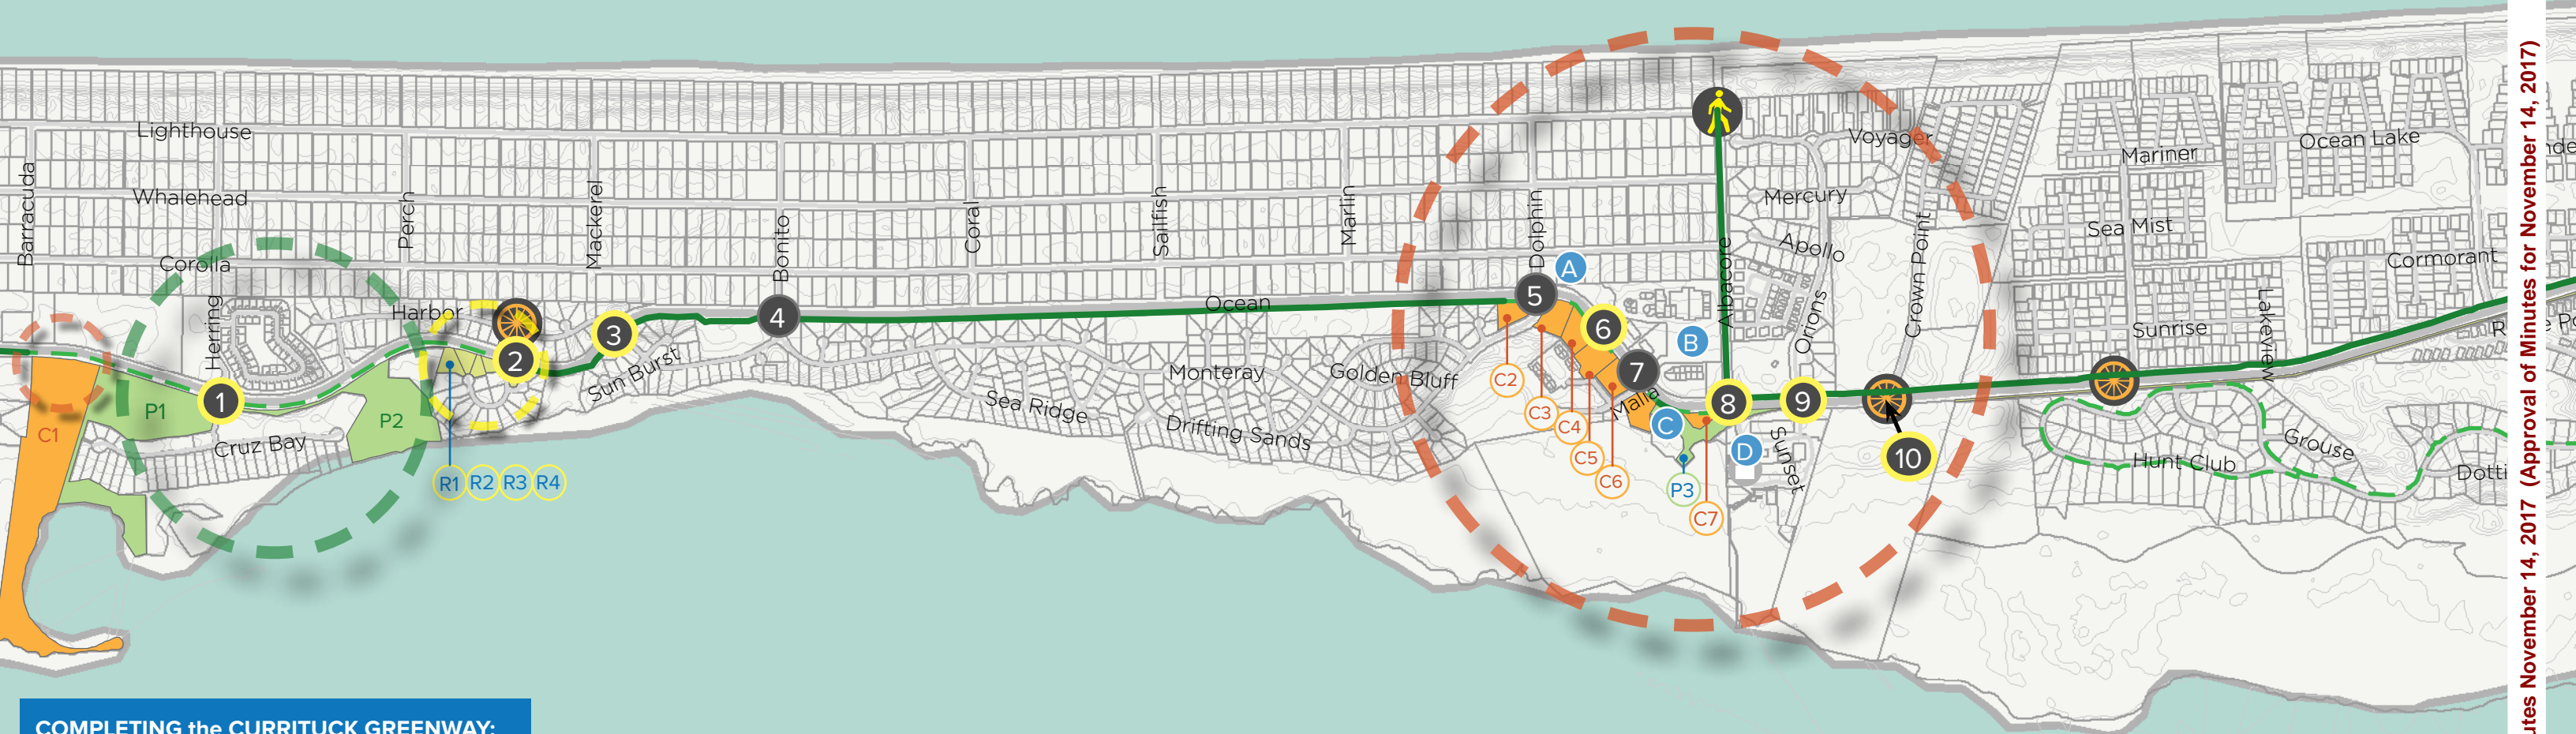 Lighthouse
Whalehead
Corolla
Barracuda
Herring
Perch
Harbor
Mackerel
Bonito
Coral
Sailfish
Marlin
Dolphin
Albacore
Voyager
Mercury
Apollo
Orions
Crown Point
Mariner
Ocean Lake
Sea Mist
Cormorant
Sunrise
Lakeview
Ocean
Sun Burst
Monteray
Golden Bluff
Sea Ridge
Drifting Sands
Malia
Sunset
Hunt Club
Grouse
Dotti
Cruz Bay
C1
P1
P2
1
2
3
4
5
6
7
8
9
10
A
B
C
D
R1 R2 R3 R4
C2
C3
C4
C5
C6
P3
C7
COMPLETING the CURRITUCK GREENWAY:
utes November 14, 2017 (Approval of Minutes for November 14, 2017)